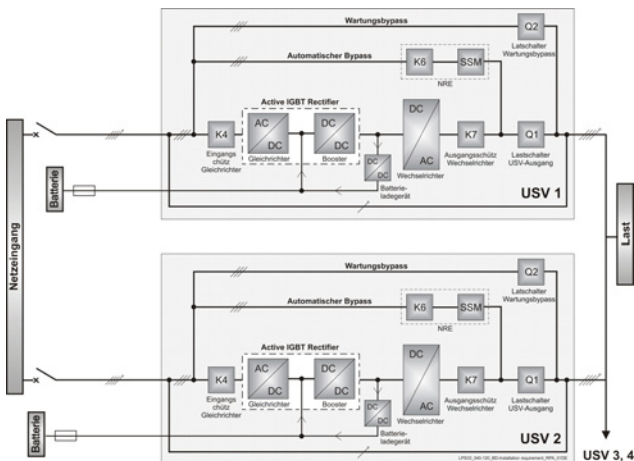 Wartungsbypass
Q2
Latschalter
Wartungsbypass
Automatischer Bypass
K6
SSM
NRE
Active IGBT Rectifier
K4
AC
DC
DC
DC
DC
AC
K7
Q1
Eingangs
chütz
Gleichrichter
Gleichrichter
Booster
DC
DC
Wechselrichter
Ausgangsschütz
Wechselrichter
Lastschalter
USV-Ausgang
Batterie-
ladegerät
USV 1
Batterie
Netzeingang
Last
Wartungsbypass
Q2
Latschalter
Wartungsbypass
Automatischer Bypass
K6
SSM
NRE
Active IGBT Rectifier
K4
AC
DC
DC
DC
DC
AC
K7
Q1
Eingangs
chütz
Gleichrichter
Gleichrichter
Booster
DC
DC
Wechselrichter
Ausgangsschütz
Wechselrichter
Lastschalter
USV-Ausgang
Batterie-
ladegerät
USV 2
Batterie
USV 3, 4